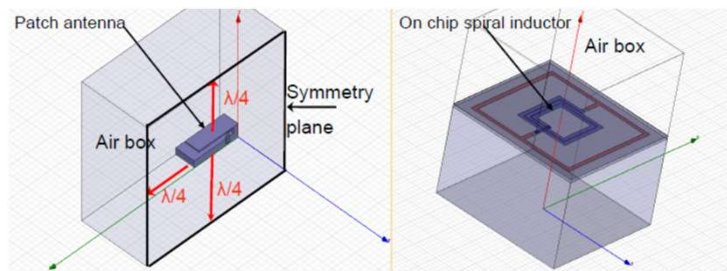 Patch antenna
λ/4
Symmetry
plane
Air box
λ/4
λ/4
On chip spiral inductor
Air box